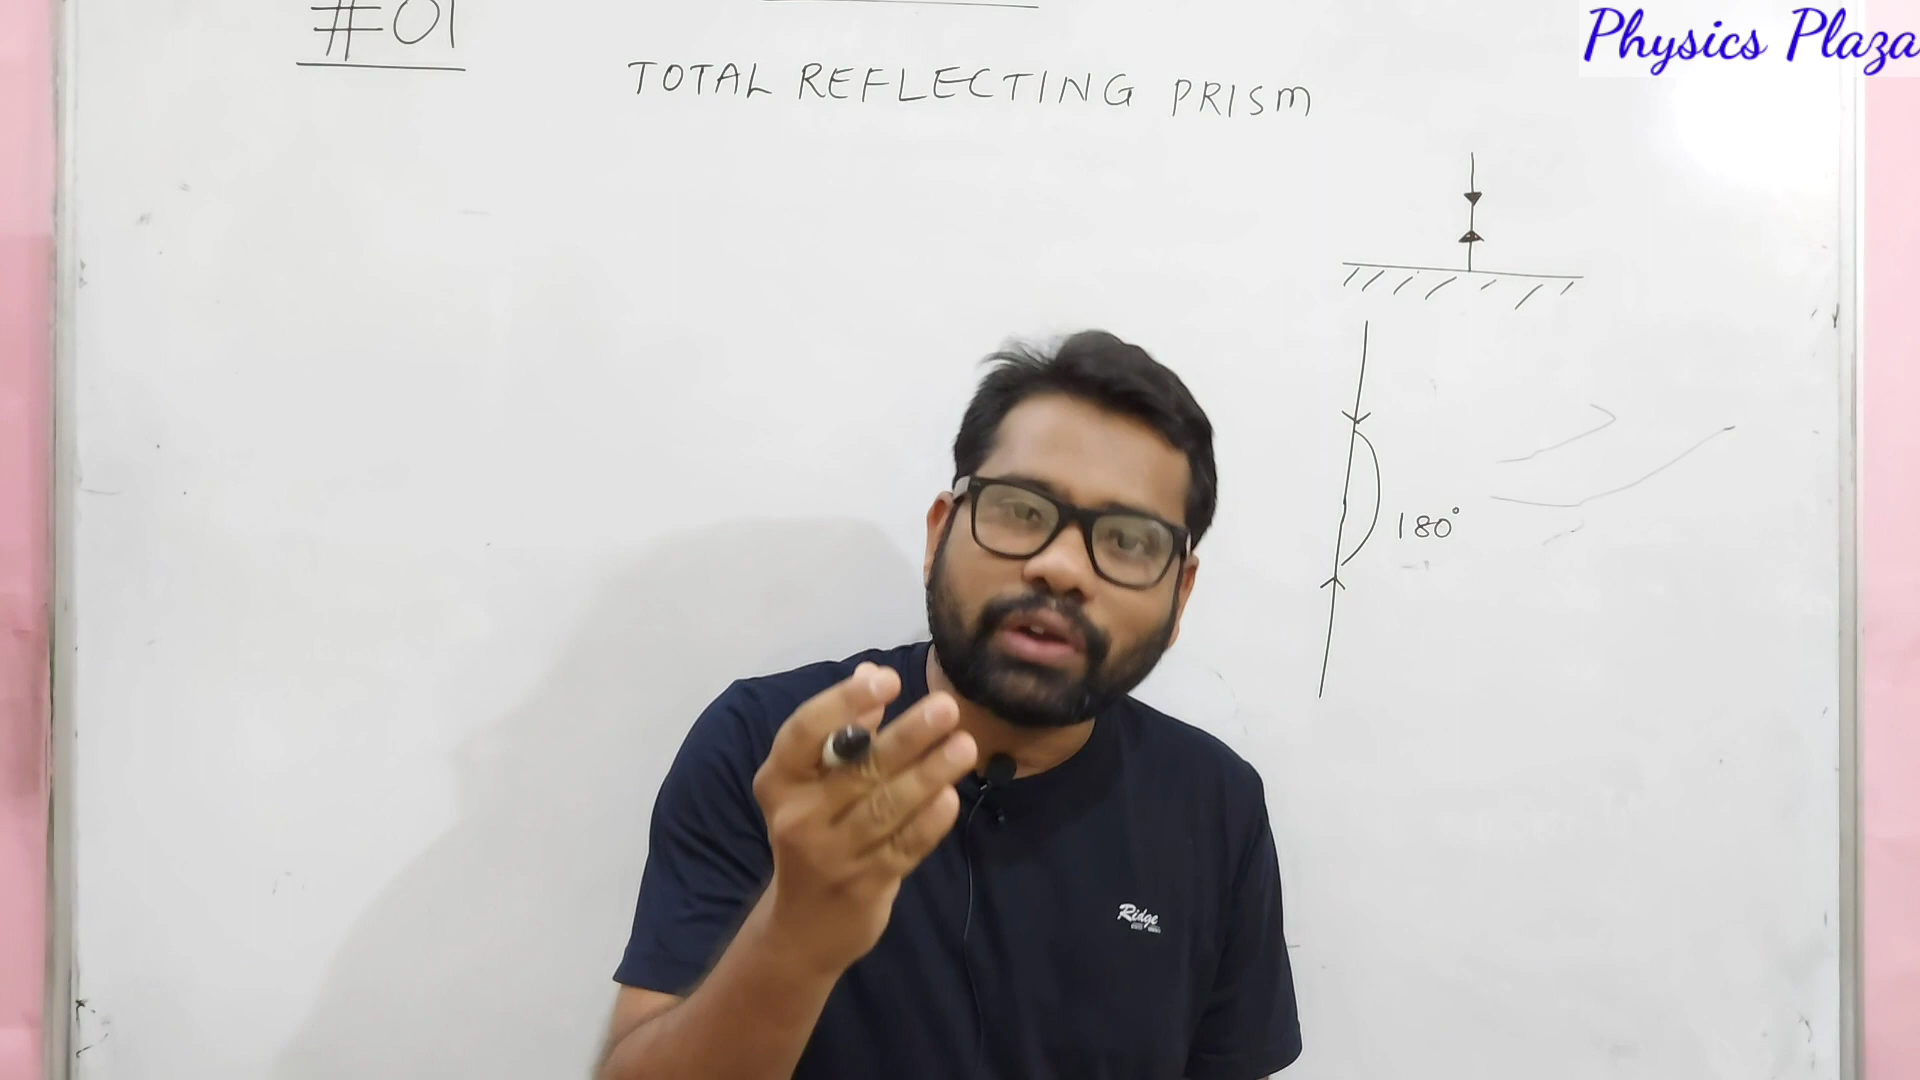 #01
Physics Plaza
TOTAL REFLECTING PRISM
180°
Ridge